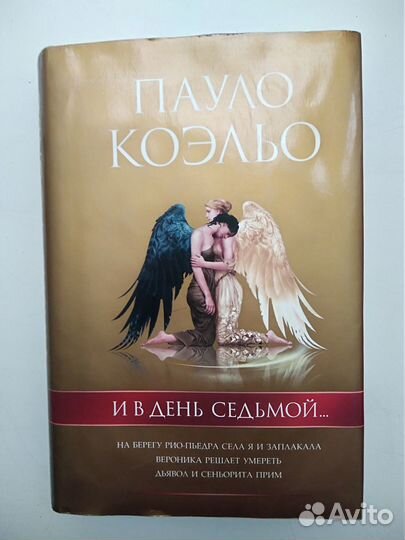 ПАУЛО
КОЭЛЬО
И В ДЕНЬ СЕДЬМОЙ...
НА БЕРЕГУ РИО-ПЬЕДРА СЕЛА Я И ЗАПЛАКАЛА
ВЕРОНИКА РЕШАЕТ УМЕРЕТЬ
ДЬЯВОЛ И СЕНЬОРИТА ПРИМ
Avito